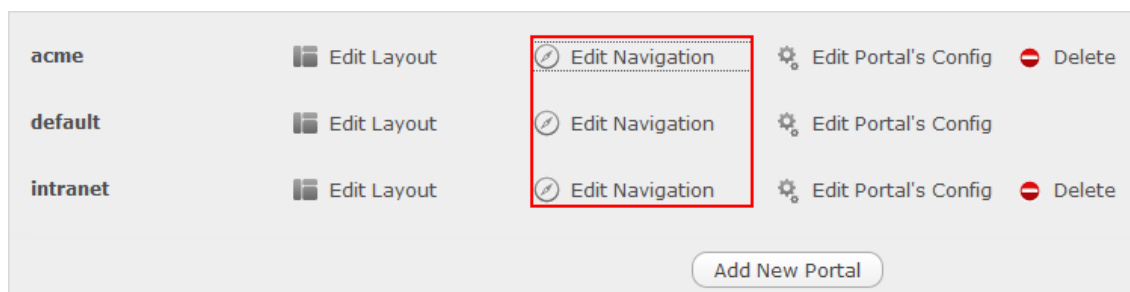 acme Edit Layout Edit Navigation Edit Portal's Config Delete
default Edit Layout Edit Navigation Edit Portal's Config
intranet Edit Layout Edit Navigation Edit Portal's Config Delete
Add New Portal